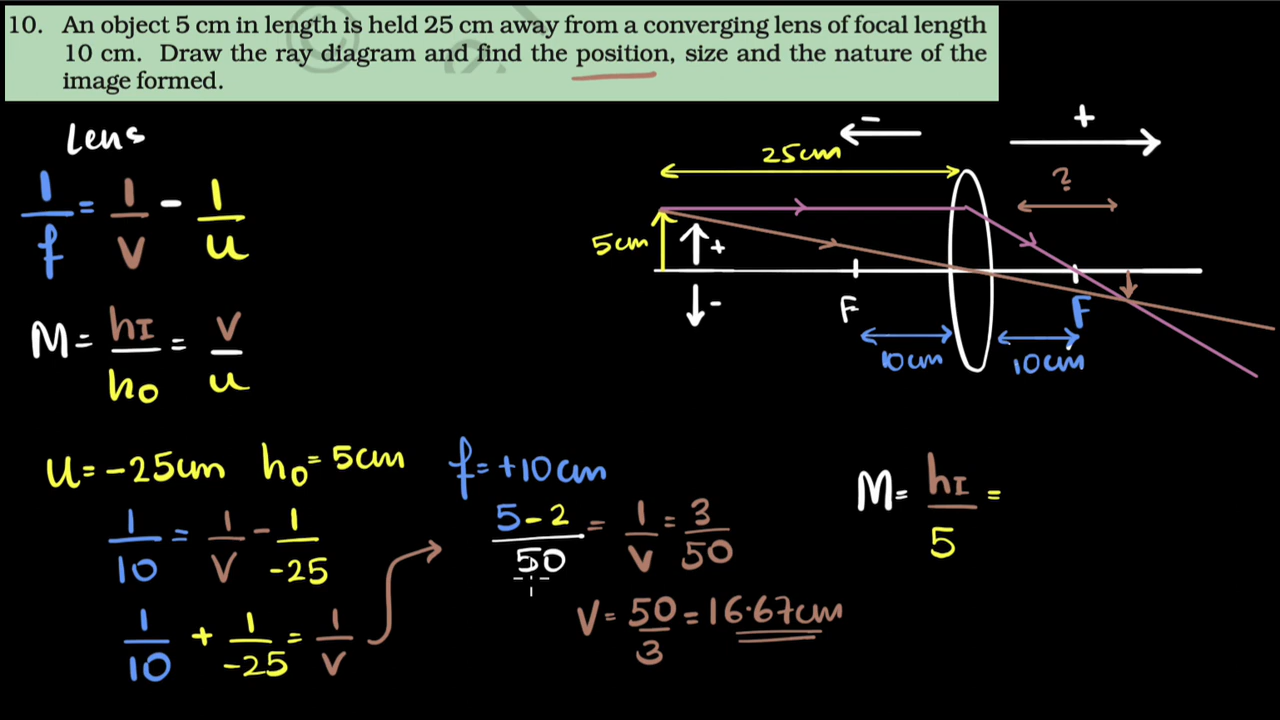 10. An object 5 cm in length is held 25 cm away from a converging lens of focal length
10 cm. Draw the ray diagram and find the position, size and the nature of the
image formed.
Lens
1/f = 1/v - 1/u
M = hI/ho = v/u
- +
25cm
?
5cm
+
-
F F
10cm 10cm
u = -25cm ho = 5cm f = +10cm
1/10 = 1/v - 1/-25
1/10 + 1/-25 = 1/v
5-2/50 = 1/v = 3/50
v = 50/3 = 16.67cm
M = hI/5 =